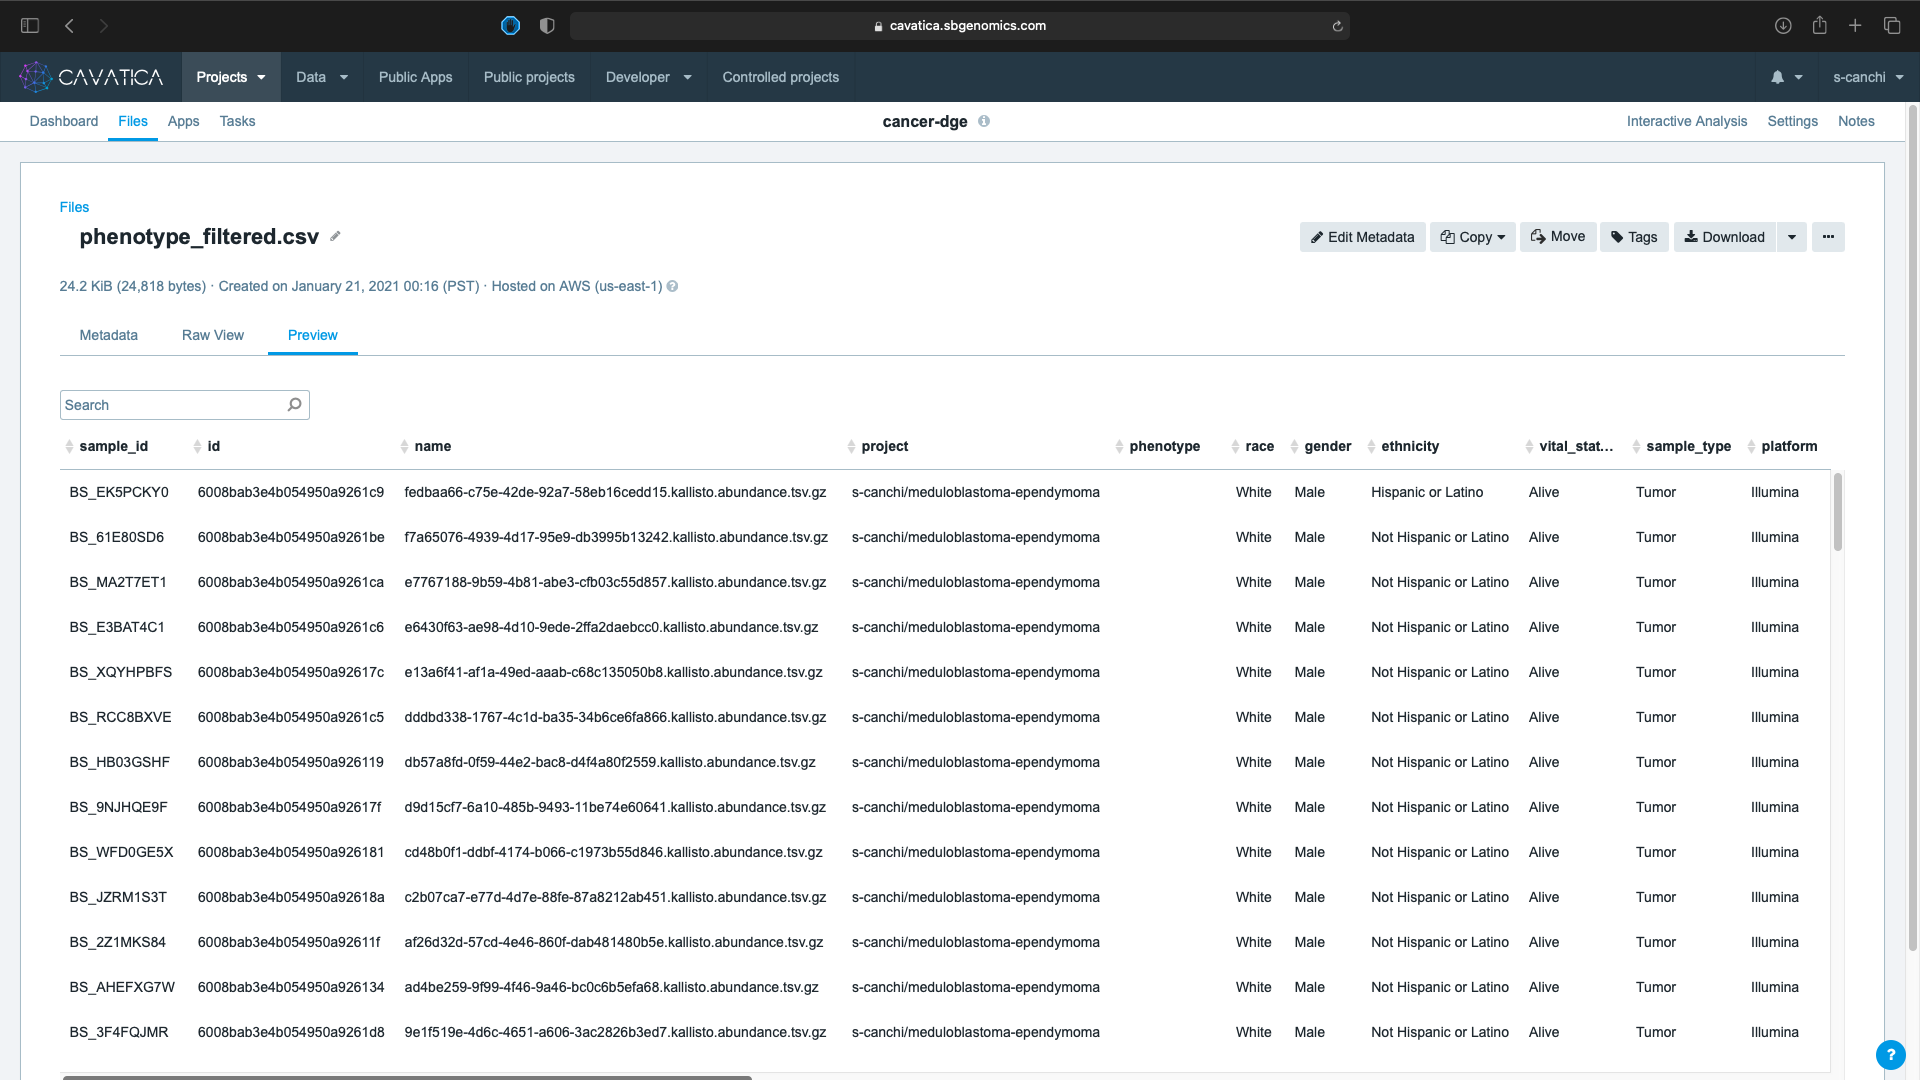 cavatica.sbgenomics.com
CAVATICA Projects Data Public Apps Public projects Developer Controlled projects s-canchi
Dashboard Files Apps Tasks cancer-dge Interactive Analysis Settings Notes
Files
phenotype_filtered.csv Edit Metadata Copy Move Tags Download
24.2 KiB (24,818 bytes) · Created on January 21, 2021 00:16 (PST) · Hosted on AWS (us-east-1)
Metadata Raw View Preview
Search
sample_id id name project phenotype race gender ethnicity vital_stat... sample_type platform
BS_EK5PCKY0 6008bab3e4b054950a9261c9 fedbaa66-c75e-42de-92a7-58eb16cedd15.kallisto.abundance.tsv.gz s-canchi/meduloblastoma-ependymoma White Male Hispanic or Latino Alive Tumor Illumina
BS_61E80SD6 6008bab3e4b054950a9261be f7a65076-4939-4d17-95e9-db3995b13242.kallisto.abundance.tsv.gz s-canchi/meduloblastoma-ependymoma White Male Not Hispanic or Latino Alive Tumor Illumina
BS_MA2T7ET1 6008bab3e4b054950a9261ca e7767188-9b59-4b81-abe3-cfb03c55d857.kallisto.abundance.tsv.gz s-canchi/meduloblastoma-ependymoma White Male Not Hispanic or Latino Alive Tumor Illumina
BS_E3BAT4C1 6008bab3e4b054950a9261c6 e6430f63-ae98-4d10-9ede-2ffa2daebcc0.kallisto.abundance.tsv.gz s-canchi/meduloblastoma-ependymoma White Male Not Hispanic or Latino Alive Tumor Illumina
BS_XQYHPBFS 6008bab3e4b054950a92617c e13a6f41-af1a-49ed-aaab-c68c135050b8.kallisto.abundance.tsv.gz s-canchi/meduloblastoma-ependymoma White Male Not Hispanic or Latino Alive Tumor Illumina
BS_RCC8BXVE 6008bab3e4b054950a9261c5 dddbd338-1767-4c1d-ba35-34b6ce6fa866.kallisto.abundance.tsv.gz s-canchi/meduloblastoma-ependymoma White Male Not Hispanic or Latino Alive Tumor Illumina
BS_HB03GSHF 6008bab3e4b054950a926119 db57a8fd-0f59-44e2-bac8-d4f4a80f2559.kallisto.abundance.tsv.gz s-canchi/meduloblastoma-ependymoma White Male Not Hispanic or Latino Alive Tumor Illumina
BS_9NJHQE9F 6008bab3e4b054950a92617f d9d15cf7-6a10-485b-9493-11be74e60641.kallisto.abundance.tsv.gz s-canchi/meduloblastoma-ependymoma White Male Not Hispanic or Latino Alive Tumor Illumina
BS_WFD0GE5X 6008bab3e4b054950a926181 cd48b0f1-ddbf-4174-b066-c1973b55d846.kallisto.abundance.tsv.gz s-canchi/meduloblastoma-ependymoma White Male Not Hispanic or Latino Alive Tumor Illumina
BS_JZRM1S3T 6008bab3e4b054950a92618a c2b07ca7-e77d-4d7e-88fe-87a8212ab451.kallisto.abundance.tsv.gz s-canchi/meduloblastoma-ependymoma White Male Not Hispanic or Latino Alive Tumor Illumina
BS_2Z1MKS84 6008bab3e4b054950a92611f af26d32d-57cd-4e46-860f-dab481480b5e.kallisto.abundance.tsv.gz s-canchi/meduloblastoma-ependymoma White Male Not Hispanic or Latino Alive Tumor Illumina
BS_AHEFXG7W 6008bab3e4b054950a926134 ad4be259-9f99-4f46-9a46-bc0c6b5efa68.kallisto.abundance.tsv.gz s-canchi/meduloblastoma-ependymoma White Male Not Hispanic or Latino Alive Tumor Illumina
BS_3F4FQJMR 6008bab3e4b054950a9261d8 9e1f519e-4d6c-4651-a606-3ac2826b3ed7.kallisto.abundance.tsv.gz s-canchi/meduloblastoma-ependymoma White Male Not Hispanic or Latino Alive Tumor Illumina
?